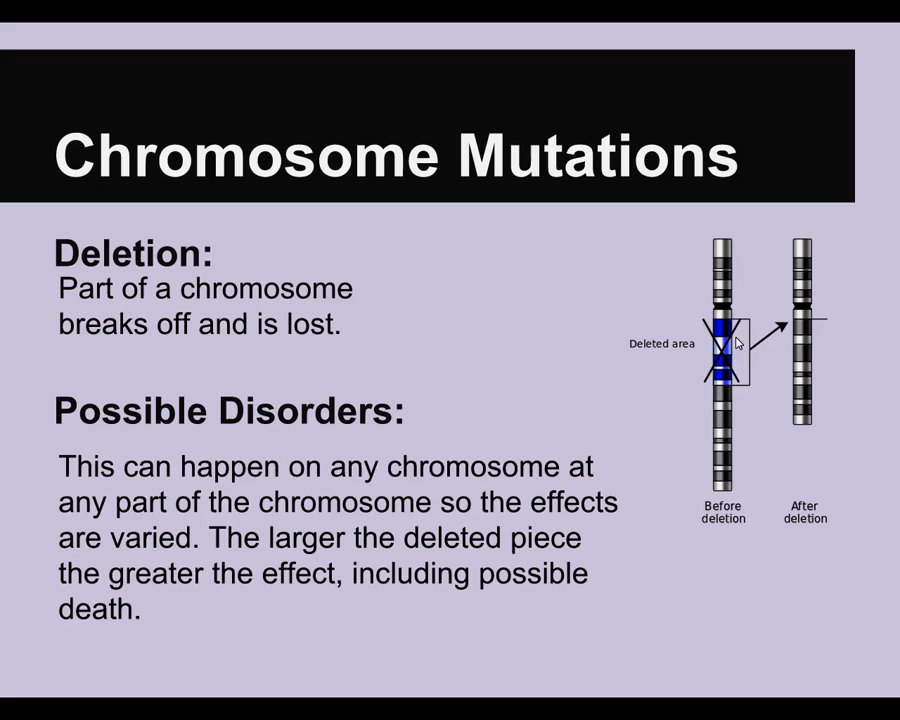 Chromosome Mutations
Deletion:
Part of a chromosome
breaks off and is lost.
Possible Disorders:
This can happen on any chromosome at
any part of the chromosome so the effects
are varied. The larger the deleted piece
the greater the effect, including possible
death.
Deleted area
Before
deletion
After
deletion